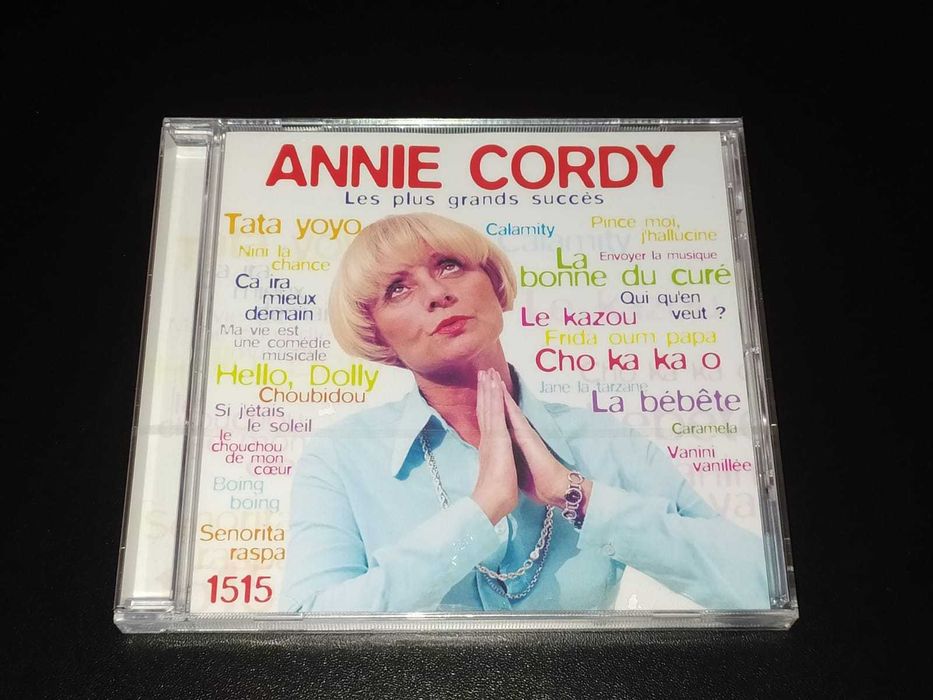 ANNIE CORDY
Les plus grands succès
Tata yoyo
Nini la
chance
Ca ira
mieux
demain
Ma vie est
une comédie
musicale
Hello, Dolly
Choubidou
Si j'étais
le soleil
le
chouchou
de mon
cœur
Boing
boing
Senorita
raspa
1515
Calamity
Pince moi,
j'hallucine
Envoyer la musique
La
bonne du curé
Qui qu'en
veut ?
Le kazou
Frida oum papa
Cho ka ka o
Jane la tarzane
La bébête
Caramela
Vanini
vanillée